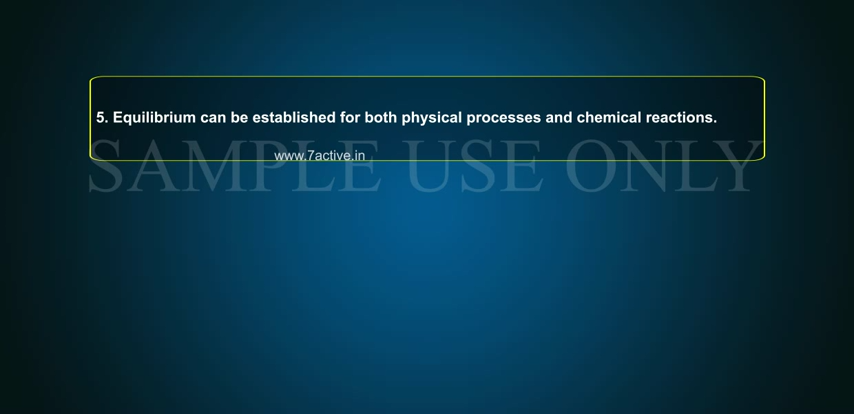 5. Equilibrium can be established for both physical processes and chemical reactions.
www.7active.in
SAMPLE USE ONLY